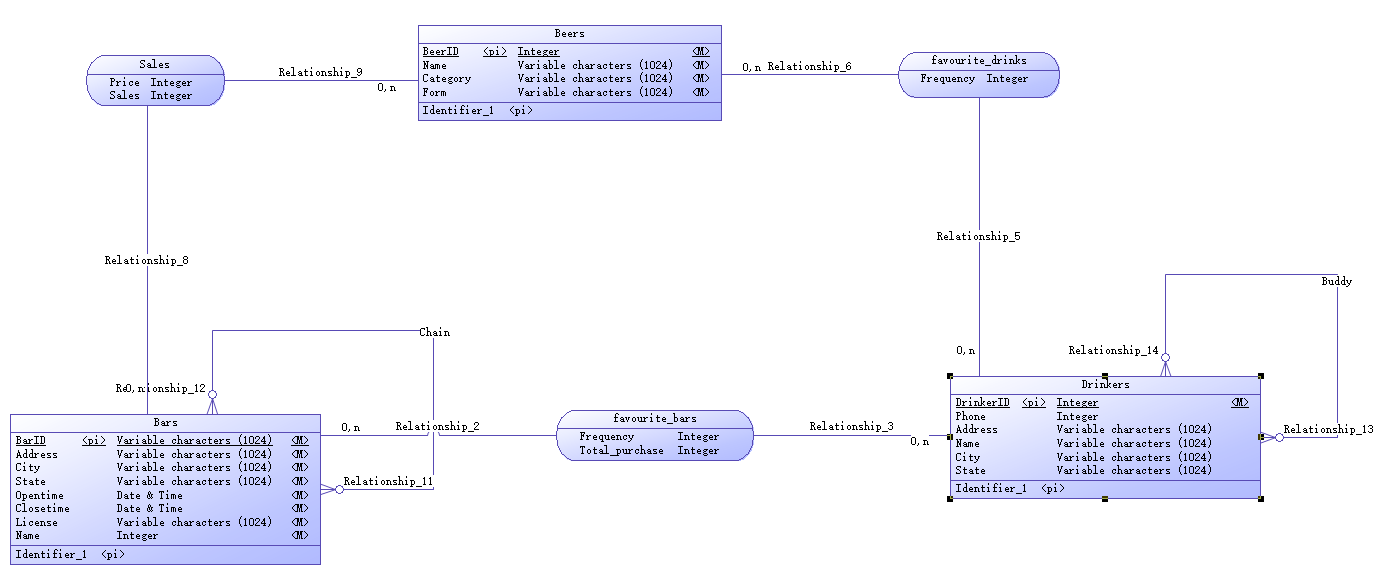 Beers
BeerID <pi> Integer <M>
Name Variable characters (1024) <M>
Category Variable characters (1024) <M>
Form Variable characters (1024) <M>
Identifier_1 <pi>
Sales
Price Integer
Sales Integer
Relationship_9
0,n
0,n Relationship_6
favourite_drinks
Frequency Integer
Relationship_8
Relationship_5
0,n
Buddy
Relationship_14
Chain
0,n
Relationship_12
Bars
BarID <pi> Variable characters (1024) <M>
Address Variable characters (1024) <M>
City Variable characters (1024) <M>
State Variable characters (1024) <M>
Opentime Date & Time <M>
Closetime Date & Time <M>
License Variable characters (1024) <M>
Name Integer <M>
Identifier_1 <pi>
0,n
Relationship_2
Relationship_11
favourite_bars
Frequency Integer
Total_purchase Integer
Relationship_3
0,n
Drinkers
DrinkerID <pi> Integer <M>
Phone Integer
Address Variable characters (1024)
Name Variable characters (1024)
City Variable characters (1024)
State Variable characters (1024)
Identifier_1 <pi>
Relationship_13